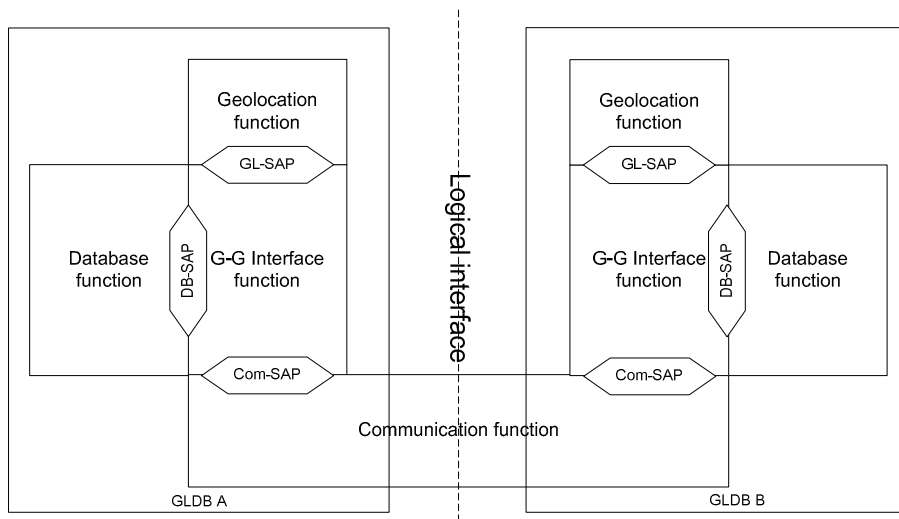 Geolocation
function
GL-SAP
Database
function
DB-SAP
G-G Interface
function
Com-SAP
GLDB A
Logical interface
Communication function
Geolocation
function
GL-SAP
G-G Interface
function
DB-SAP
Database
function
Com-SAP
GLDB B